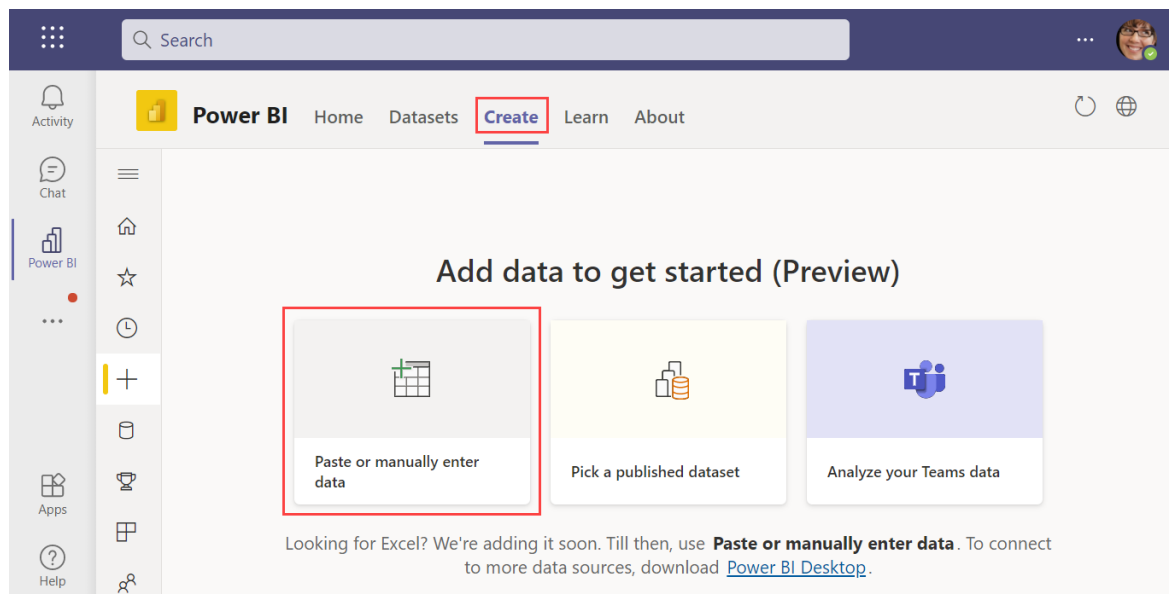 Search
Activity
Chat
Power BI
Apps
Help
Power BI Home Datasets Create Learn About
Add data to get started (Preview)
Paste or manually enter
data
Pick a published dataset
T
Analyze your Teams data
Looking for Excel? We're adding it soon. Till then, use Paste or manually enter data. To connect
to more data sources, download Power BI Desktop.